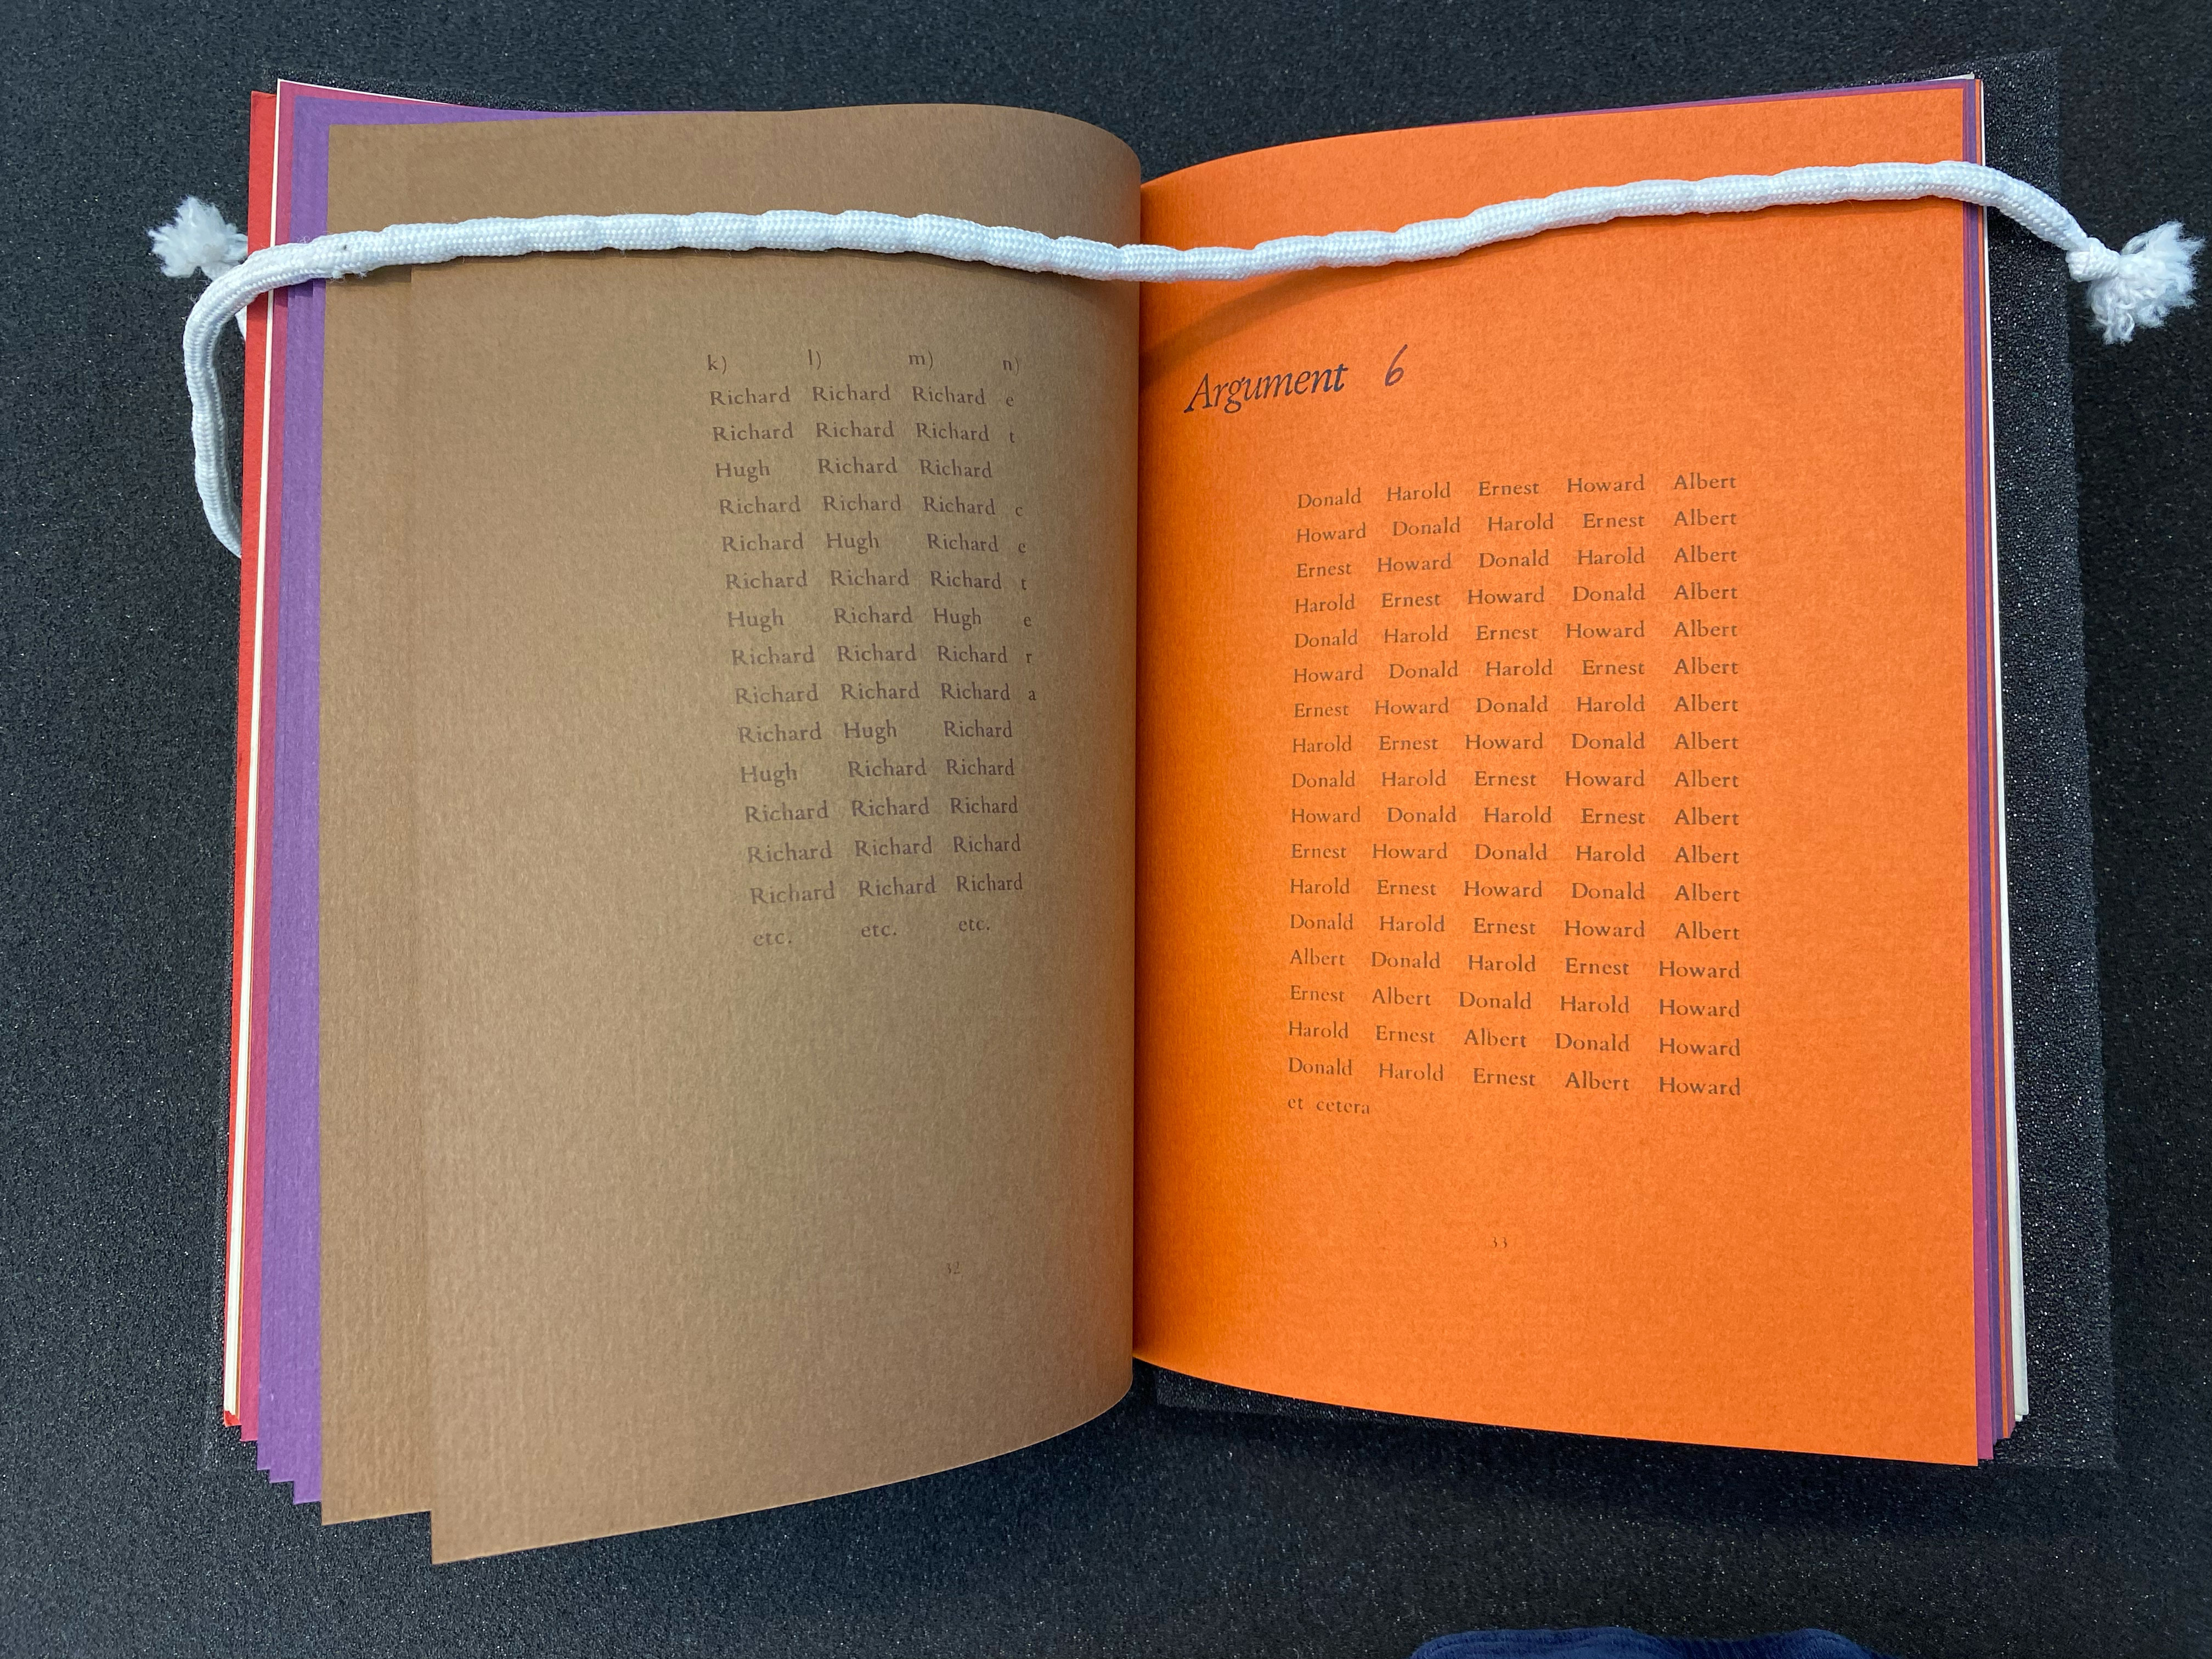 k) l) m) n)
Richard Richard Richard e
Richard Richard Richard t
Hugh Richard Richard
Richard Richard Richard c
Richard Hugh Richard e
Richard Richard Richard t
Hugh Richard Hugh e
Richard Richard Richard r
Richard Richard Richard a
Richard Hugh Richard
Hugh Richard Richard
Richard Richard Richard
Richard Richard Richard
Richard Richard Richard
etc. etc. etc.
32
Argument 6
Donald Harold Ernest Howard Albert
Howard Donald Harold Ernest Albert
Ernest Howard Donald Harold Albert
Harold Ernest Howard Donald Albert
Donald Harold Ernest Howard Albert
Howard Donald Harold Ernest Albert
Ernest Howard Donald Harold Albert
Harold Ernest Howard Donald Albert
Donald Harold Ernest Howard Albert
Howard Donald Harold Ernest Albert
Ernest Howard Donald Harold Albert
Harold Ernest Howard Donald Albert
Donald Harold Ernest Howard Albert
Albert Donald Harold Ernest Howard
Ernest Albert Donald Harold Howard
Harold Ernest Albert Donald Howard
Donald Harold Ernest Albert Howard
et cetera
33